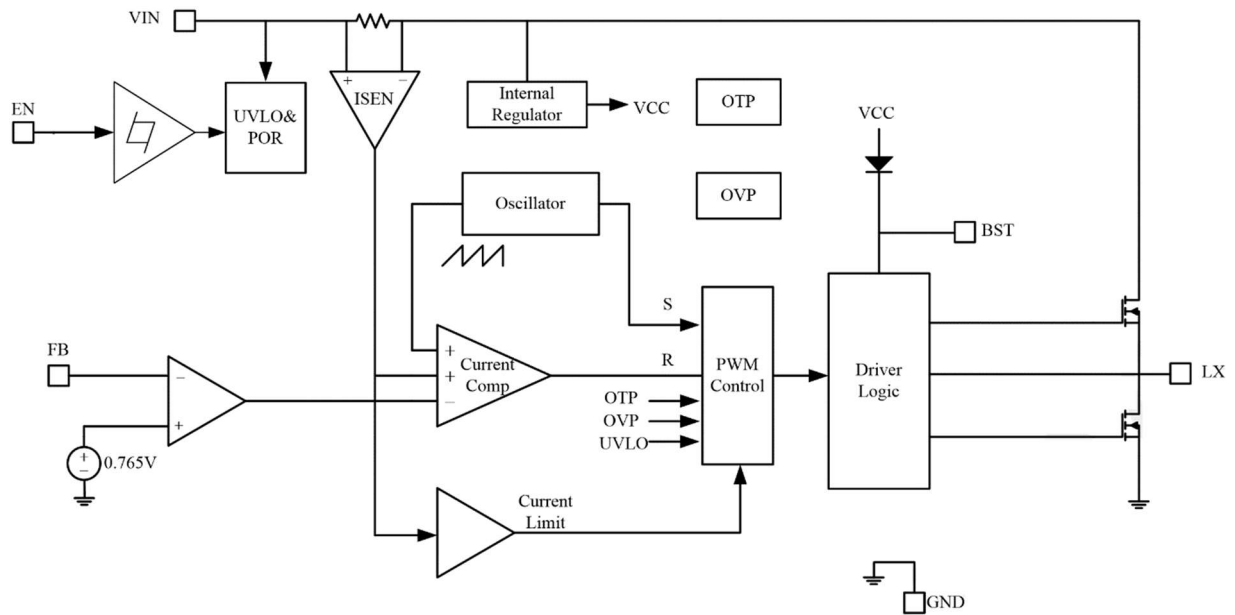 VIN
EN
UVLO&
POR
+
−
ISEN
Internal
Regulator
VCC
OTP
VCC
OVP
Oscillator
BST
S
FB
−
+
+
+
−
Current
Comp
R
PWM
Control
Driver
Logic
LX
OTP
OVP
UVLO
+
−
0.765V
Current
Limit
GND